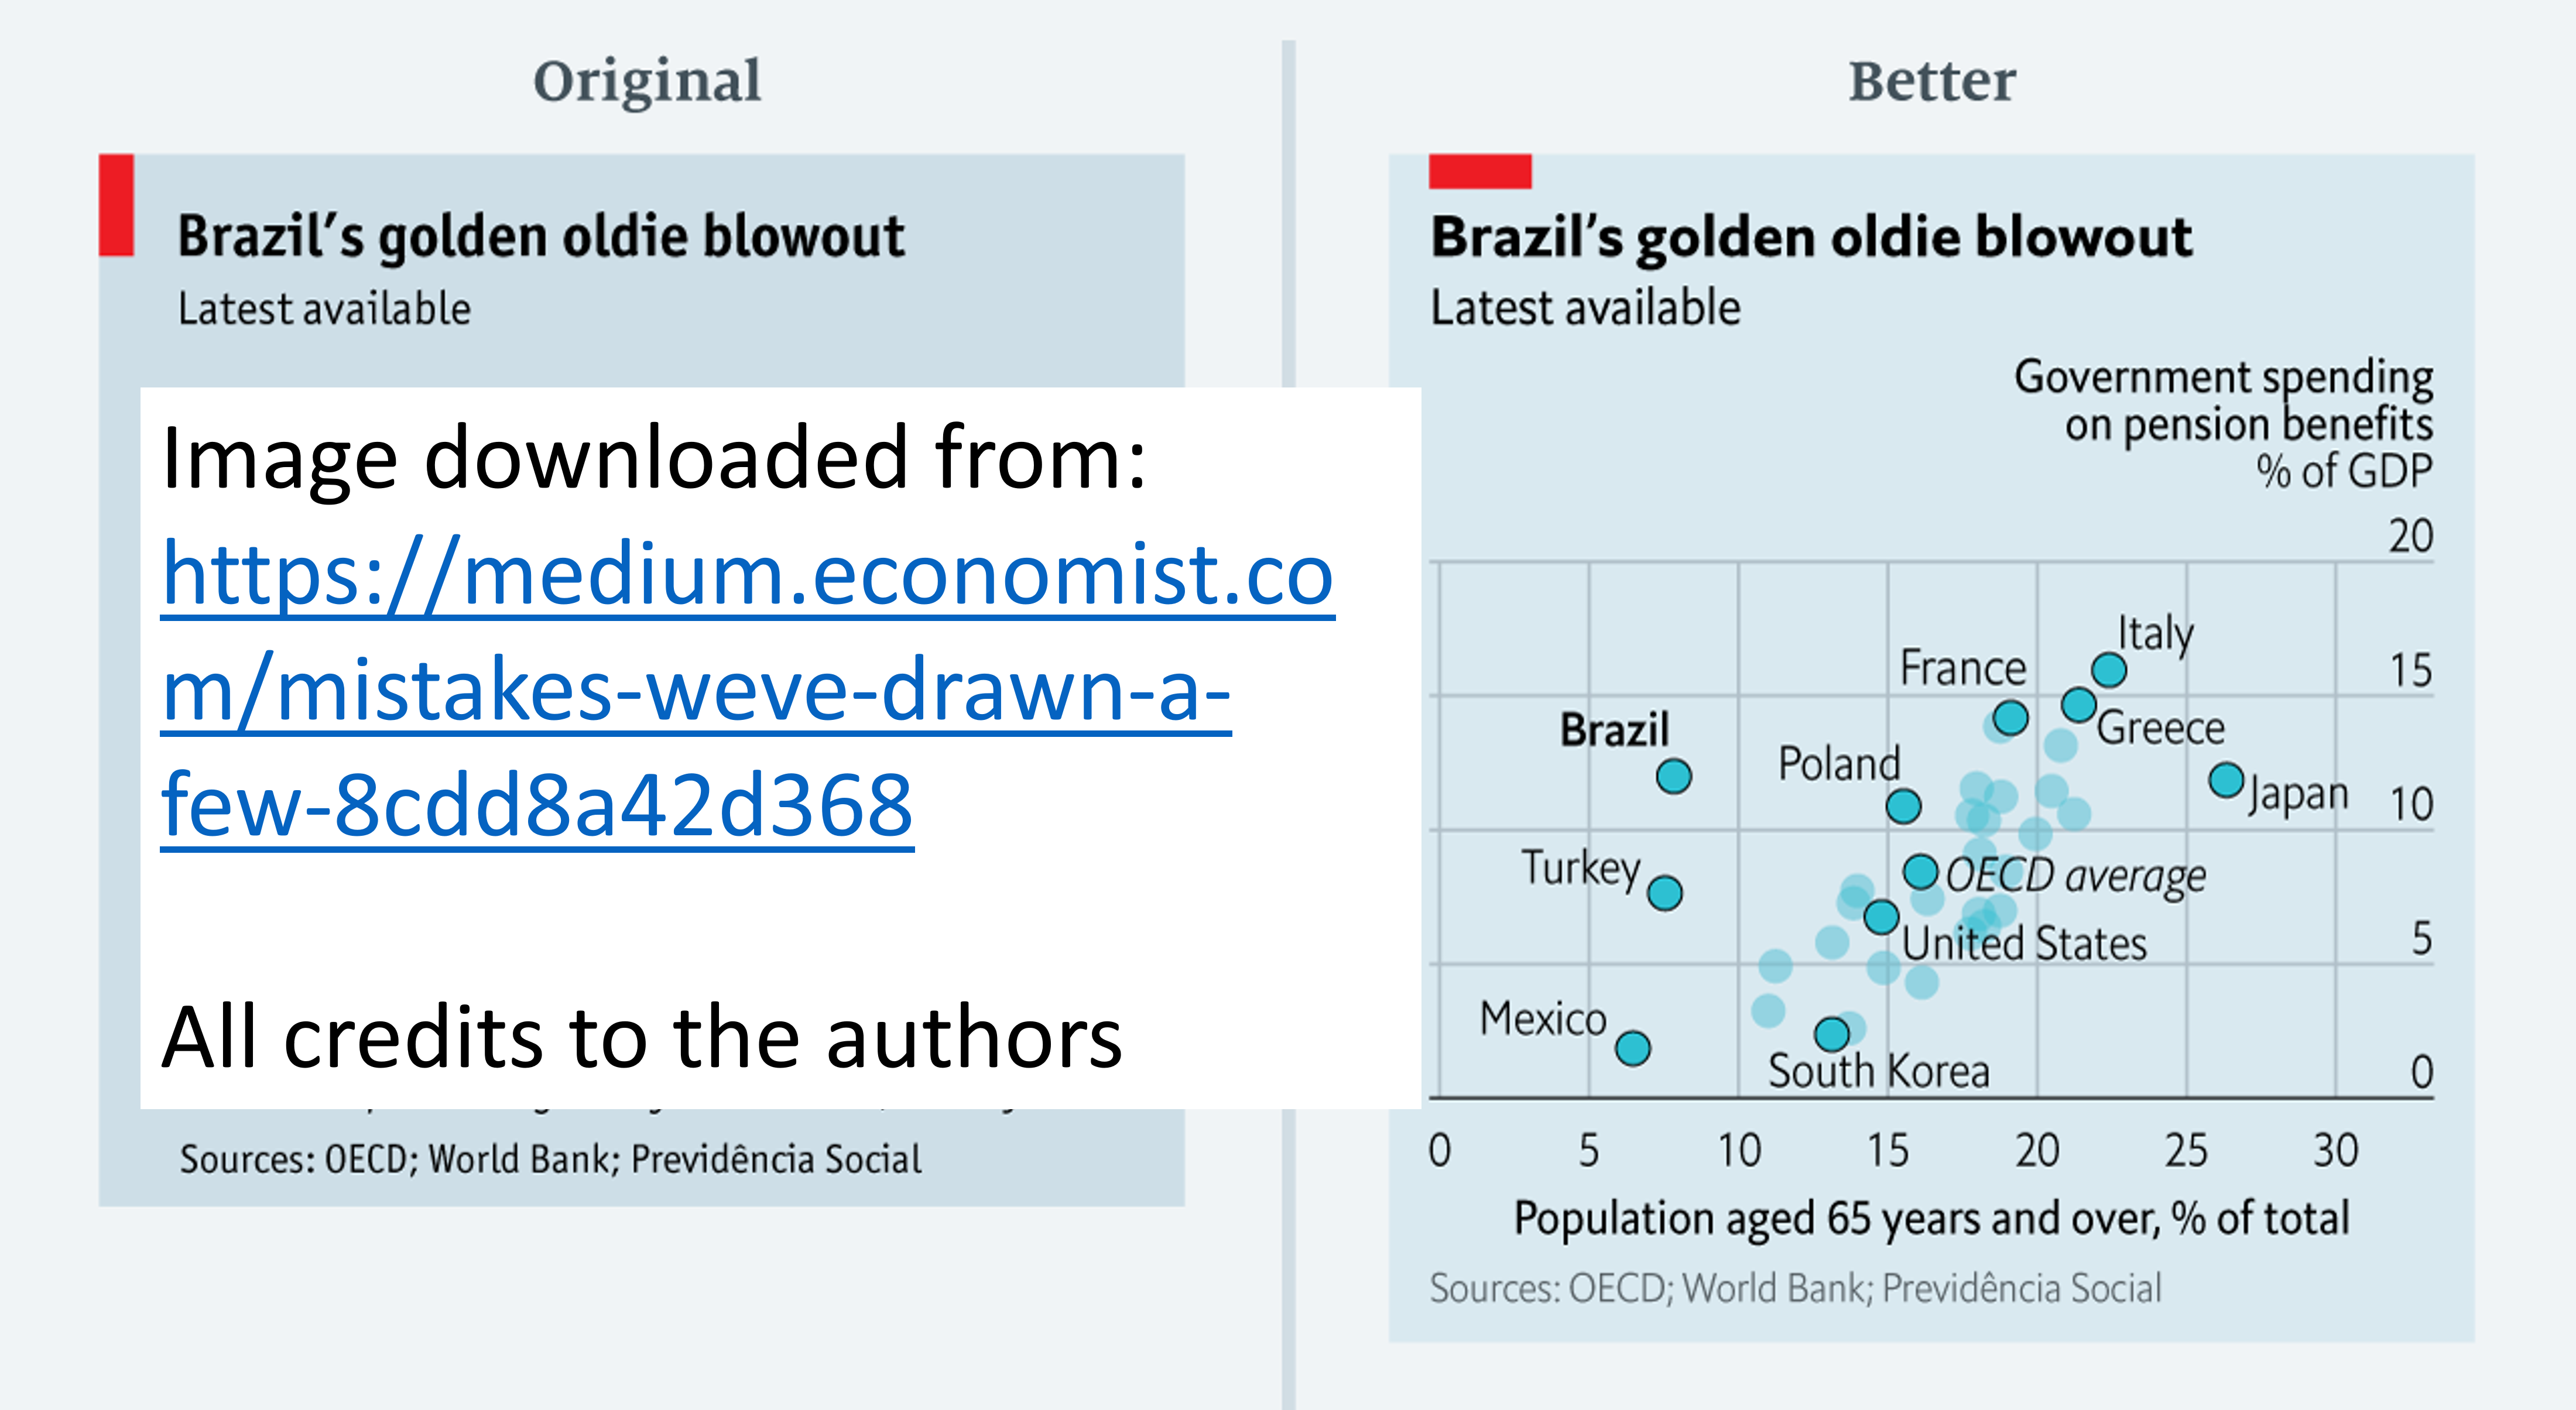 Original
Brazil's golden oldie blowout
Latest available
Image downloaded from:
https://medium.economist.co
m/mistakes-weve-drawn-a-
few-8cdd8a42d368
All credits to the authors
Sources: OECD; World Bank; Previdência Social
Better
Brazil's golden oldie blowout
Latest available
Government spending
on pension benefits
% of GDP
20
Italy
France
15
Brazil
Greece
Poland
Japan
10
Turkey
OECD average
United States
5
Mexico
South Korea
0
0 5 10 15 20 25 30
Population aged 65 years and over, % of total
Sources: OECD; World Bank; Previdência Social